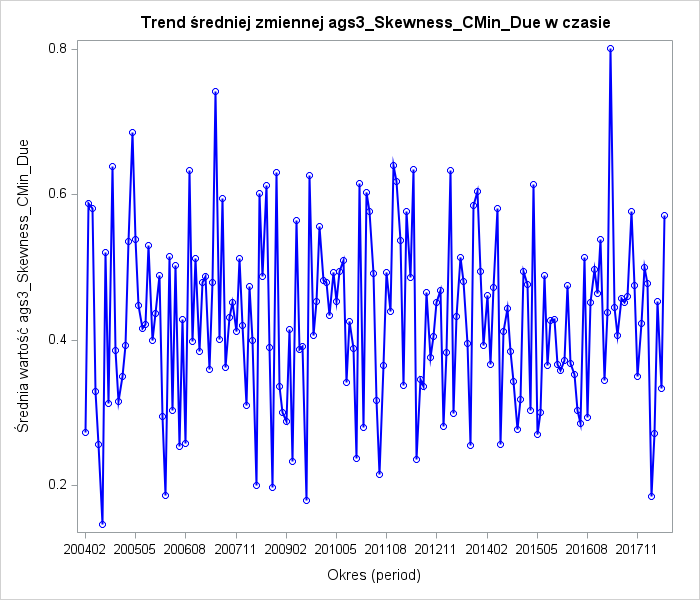 Trend średniej zmiennej ags3_Skewness_CMin_Due w czasie
Średnia wartość ags3_Skewness_CMin_Due
0.8
0.6
0.4
0.2
200402 200505 200608 200711 200902 201005 201108 201211 201402 201505 201608 201711
Okres (period)